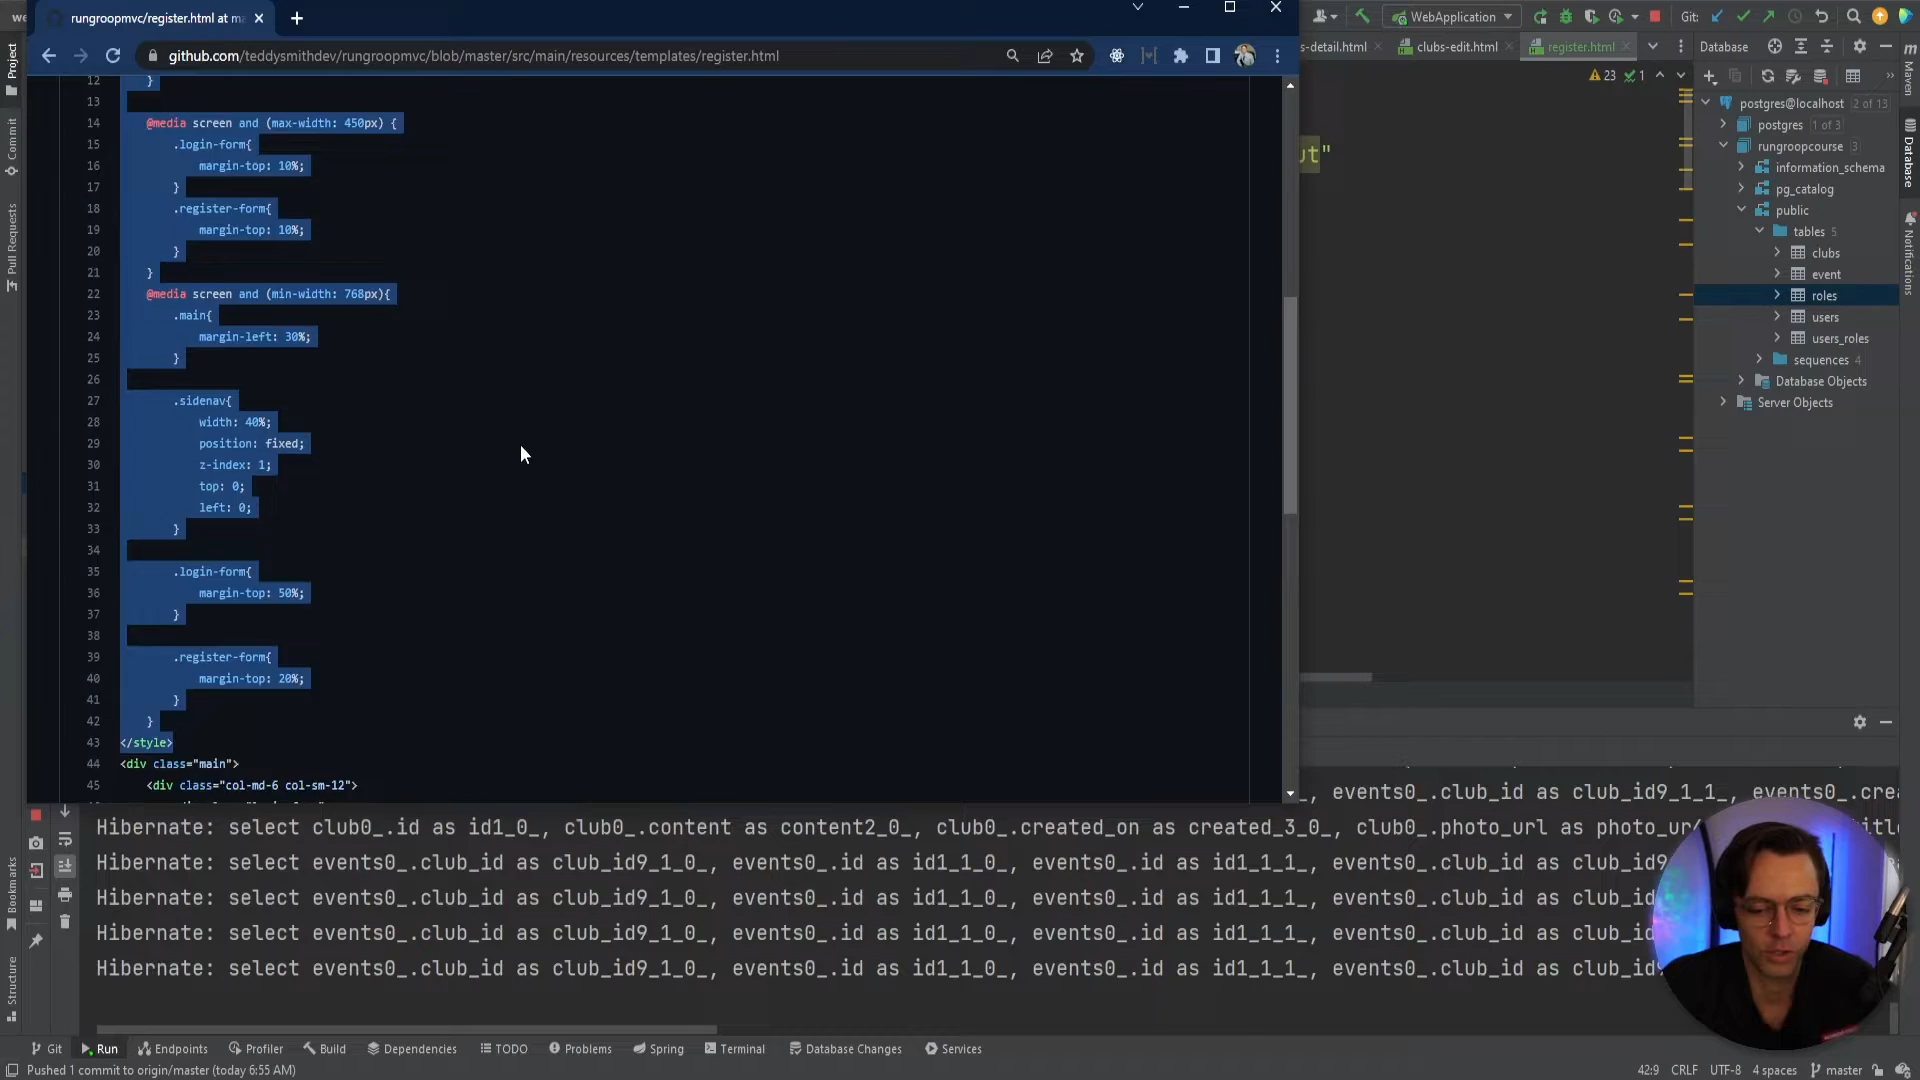 rungroopmvc/register.html at ma
github.com/teddysmithdev/rungroopmvc/blob/master/src/main/resources/templates/register.html
12 }
13
14 @media screen and (max-width: 450px) {
15 .login-form{
16 margin-top: 10%;
17 }
18 .register-form{
19 margin-top: 10%;
20 }
21 }
22 @media screen and (min-width: 768px){
23 .main{
24 margin-left: 30%;
25 }
26
27 .sidenav{
28 width: 40%;
29 position: fixed;
30 z-index: 1;
31 top: 0;
32 left: 0;
33 }
34
35 .login-form{
36 margin-top: 50%;
37 }
38
39 .register-form{
40 margin-top: 20%;
41 }
42 }
43 </style>
44 <div class="main">
45 <div class="col-md-6 col-sm-12">
WebApplication
Git:
s-detail.html
clubs-edit.html
register.html
Database
23
1
ut"
postgres@localhost 2 of 13
postgres 1 of 3
rungroopcourse 3
information_schema
pg_catalog
public
tables 5
clubs
event
roles
users
users_roles
sequences 4
Database Objects
Server Objects
Maven
Database
Notifications
Project
Commit
Pull Requests
Bookmarks
Structure
, events0_.club_id as club_id9_1_1_, events0_.crea
Hibernate: select club0_.id as id1_0_, club0_.content as content2_0_, club0_.created_on as created_3_0_, club0_.photo_url as photo_ur
Hibernate: select events0_.club_id as club_id9_1_0_, events0_.id as id1_1_0_, events0_.id as id1_1_1_, events0_.club_id as club_id9
Hibernate: select events0_.club_id as club_id9_1_0_, events0_.id as id1_1_0_, events0_.id as id1_1_1_, events0_.club_id as club_id
Hibernate: select events0_.club_id as club_id9_1_0_, events0_.id as id1_1_0_, events0_.id as id1_1_1_, events0_.club_id as club_id
Hibernate: select events0_.club_id as club_id9_1_0_, events0_.id as id1_1_0_, events0_.id as id1_1_1_, events0_.club_id as club_id9
Git Run Endpoints Profiler Build Dependencies TODO Problems Spring Terminal Database Changes Services
Pushed 1 commit to origin/master (today 6:55 AM)
42:9 CRLF UTF-8 4 spaces master